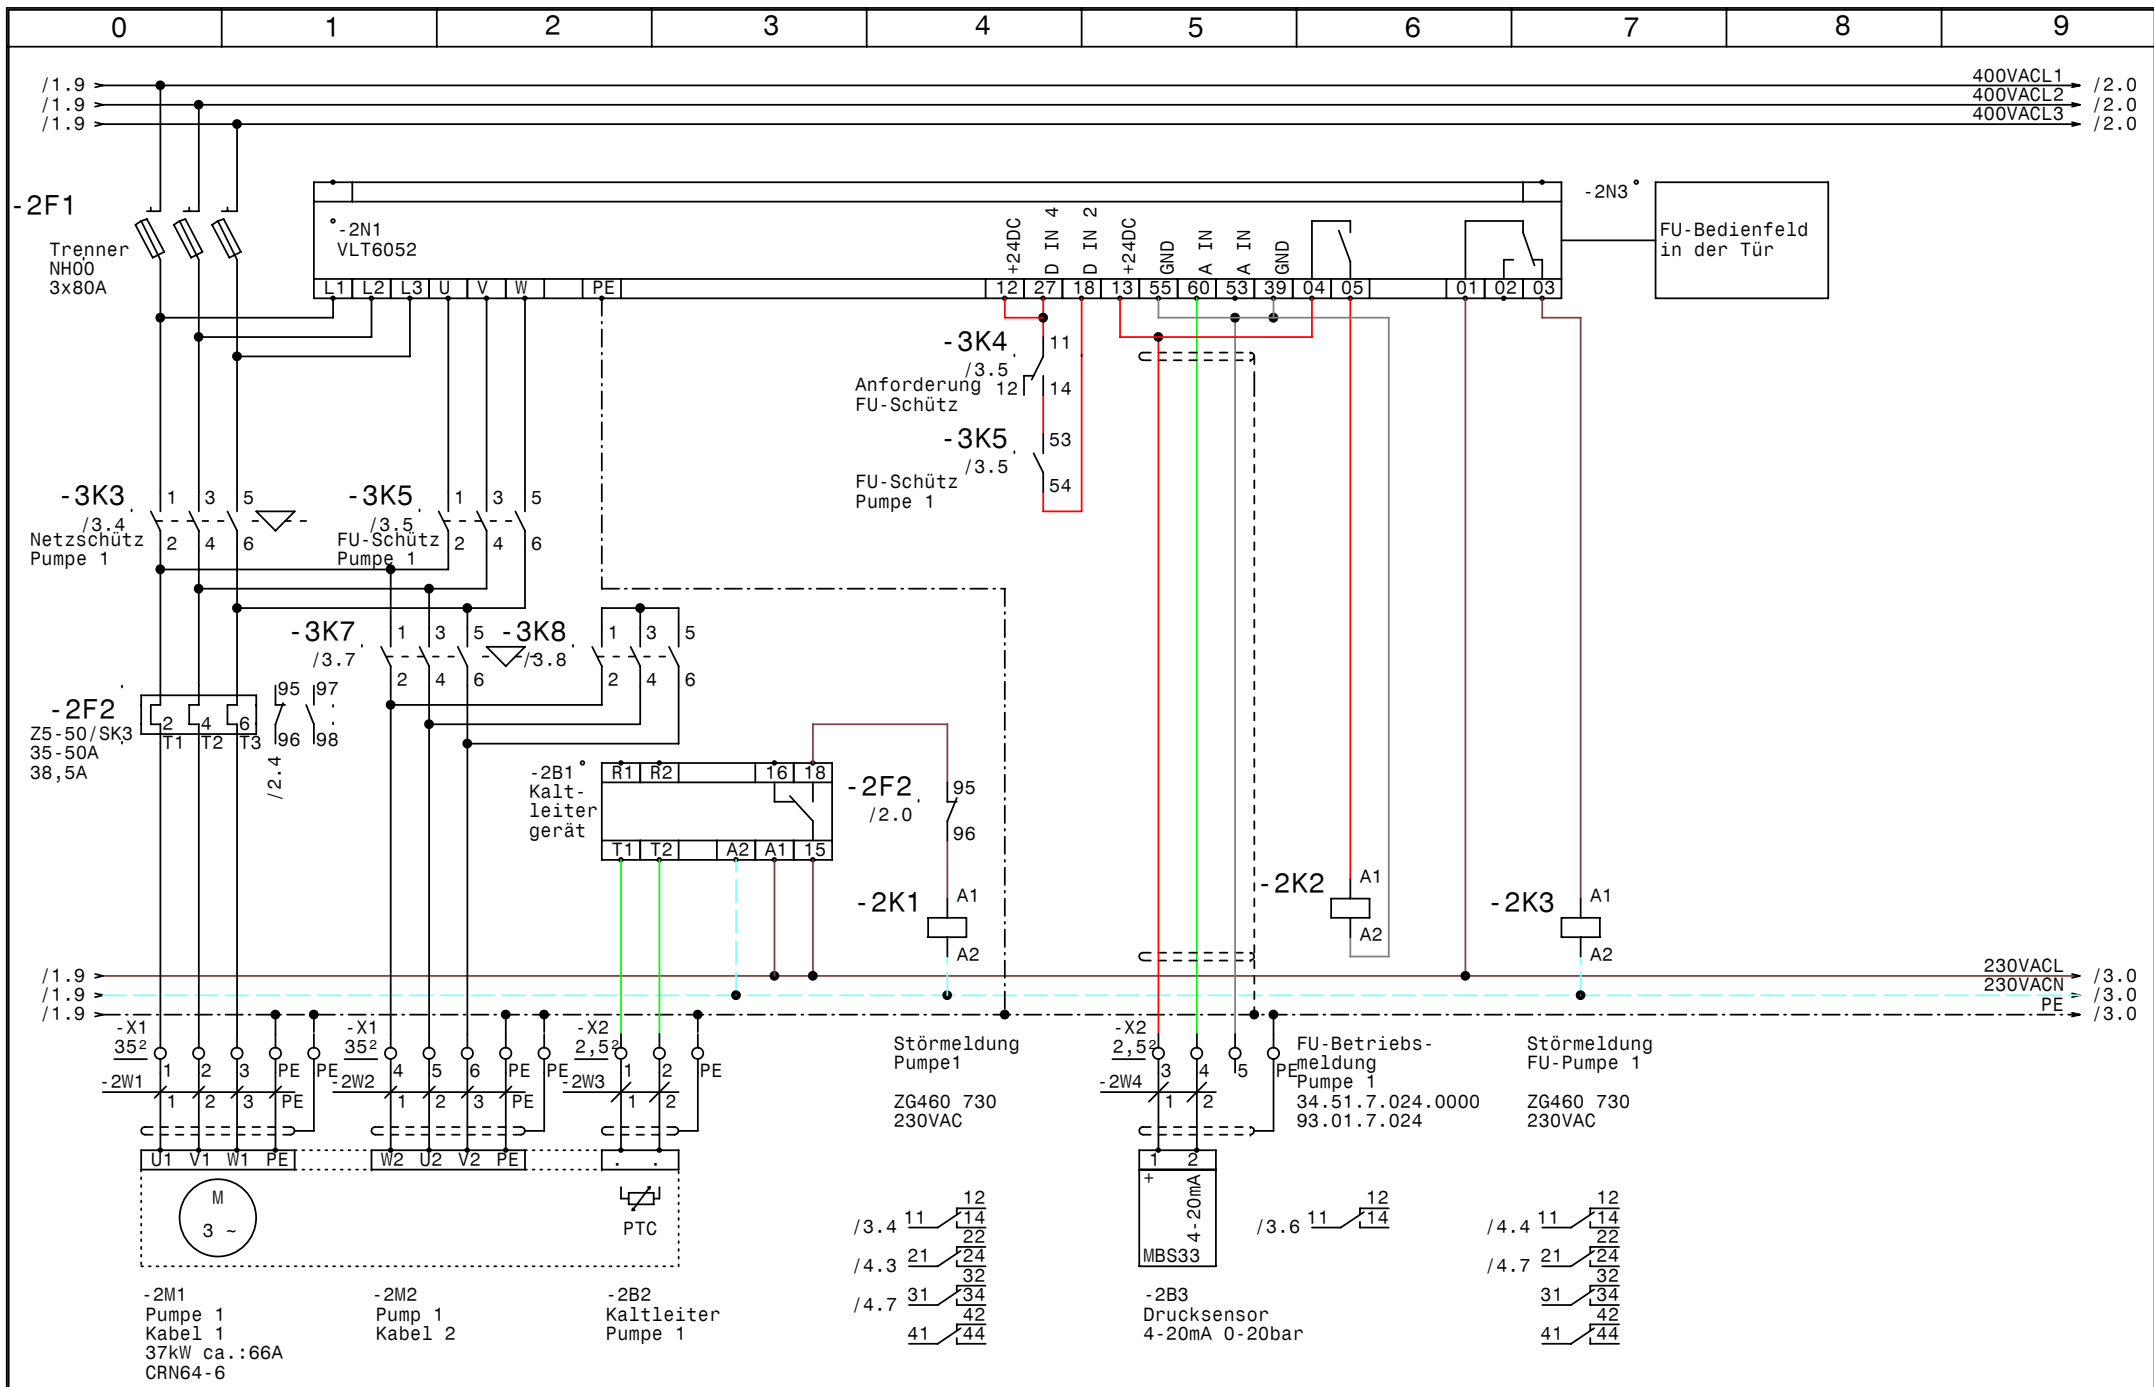 0 1 2 3 4 5 6 7 8 9
/1.9 400VACL1 /2.0
/1.9 400VACL2 /2.0
/1.9 400VACL3 /2.0
-2F1
Trenner
NH00
3x80A
-2N1
VLT6052
+24DC
D IN 4
D IN 2
+24DC
GND
A IN
A IN
GND
-2N3
FU-Bedienfeld
in der Tür
L1 L2 L3 U V W PE 12 27 18 13 55 60 53 39 04 05 01 02 03
-3K4
/3.5
Anforderung
FU-Schütz
11
12 14
-3K5
/3.5
FU-Schütz
Pumpe 1
53
54
-3K3
/3.4
Netzschütz
Pumpe 1
1 3 5
2 4 6
-3K5
/3.5
FU-Schütz
Pumpe 1
1 3 5
2 4 6
-3K7
/3.7
1 3 5
2 4 6
-3K8
/3.8
1 3 5
2 4 6
-2F2
Z5-50/SK3
35-50A
38,5A
2 4 6
T1 T2 T3
95 97
96 98
/2.4
-2B1
Kalt-
leiter
gerät
R1 R2 16 18
T1 T2 A2 A1 15
-2F2
/2.0
95
96
-2K1
A1
A2
-2K2
A1
A2
-2K3
A1
A2
/1.9 230VACL /3.0
/1.9 230VACN /3.0
/1.9 PE /3.0
-X1
35²
1 2 3 PE PE
-2W1
1 2 3 PE
-X1
35²
4 5 6 PE PE
-2W2
1 2 3 PE
-X2
2,5²
1 2 PE
-2W3
1 2
-X2
2,5²
3 4 5 PE
-2W4
1 2
Störmeldung
Pumpe1
ZG460 730
230VAC
FU-Betriebs-
meldung
Pumpe 1
34.51.7.024.0000
93.01.7.024
Störmeldung
FU-Pumpe 1
ZG460 730
230VAC
U1 V1 W1 PE
W2 U2 V2 PE
. .
M
3 ~
PTC
1 2
+
4-20mA
MBS33
12
/3.4 11 14
22
/4.3 21 24
32
/4.7 31 34
42
41 44
12
/3.6 11 14
12
/4.4 11 14
22
/4.7 21 24
32
31 34
42
41 44
-2M1
Pumpe 1
Kabel 1
37kW ca.:66A
CRN64-6
-2M2
Pump 1
Kabel 2
-2B2
Kaltleiter
Pumpe 1
-2B3
Drucksensor
4-20mA 0-20bar